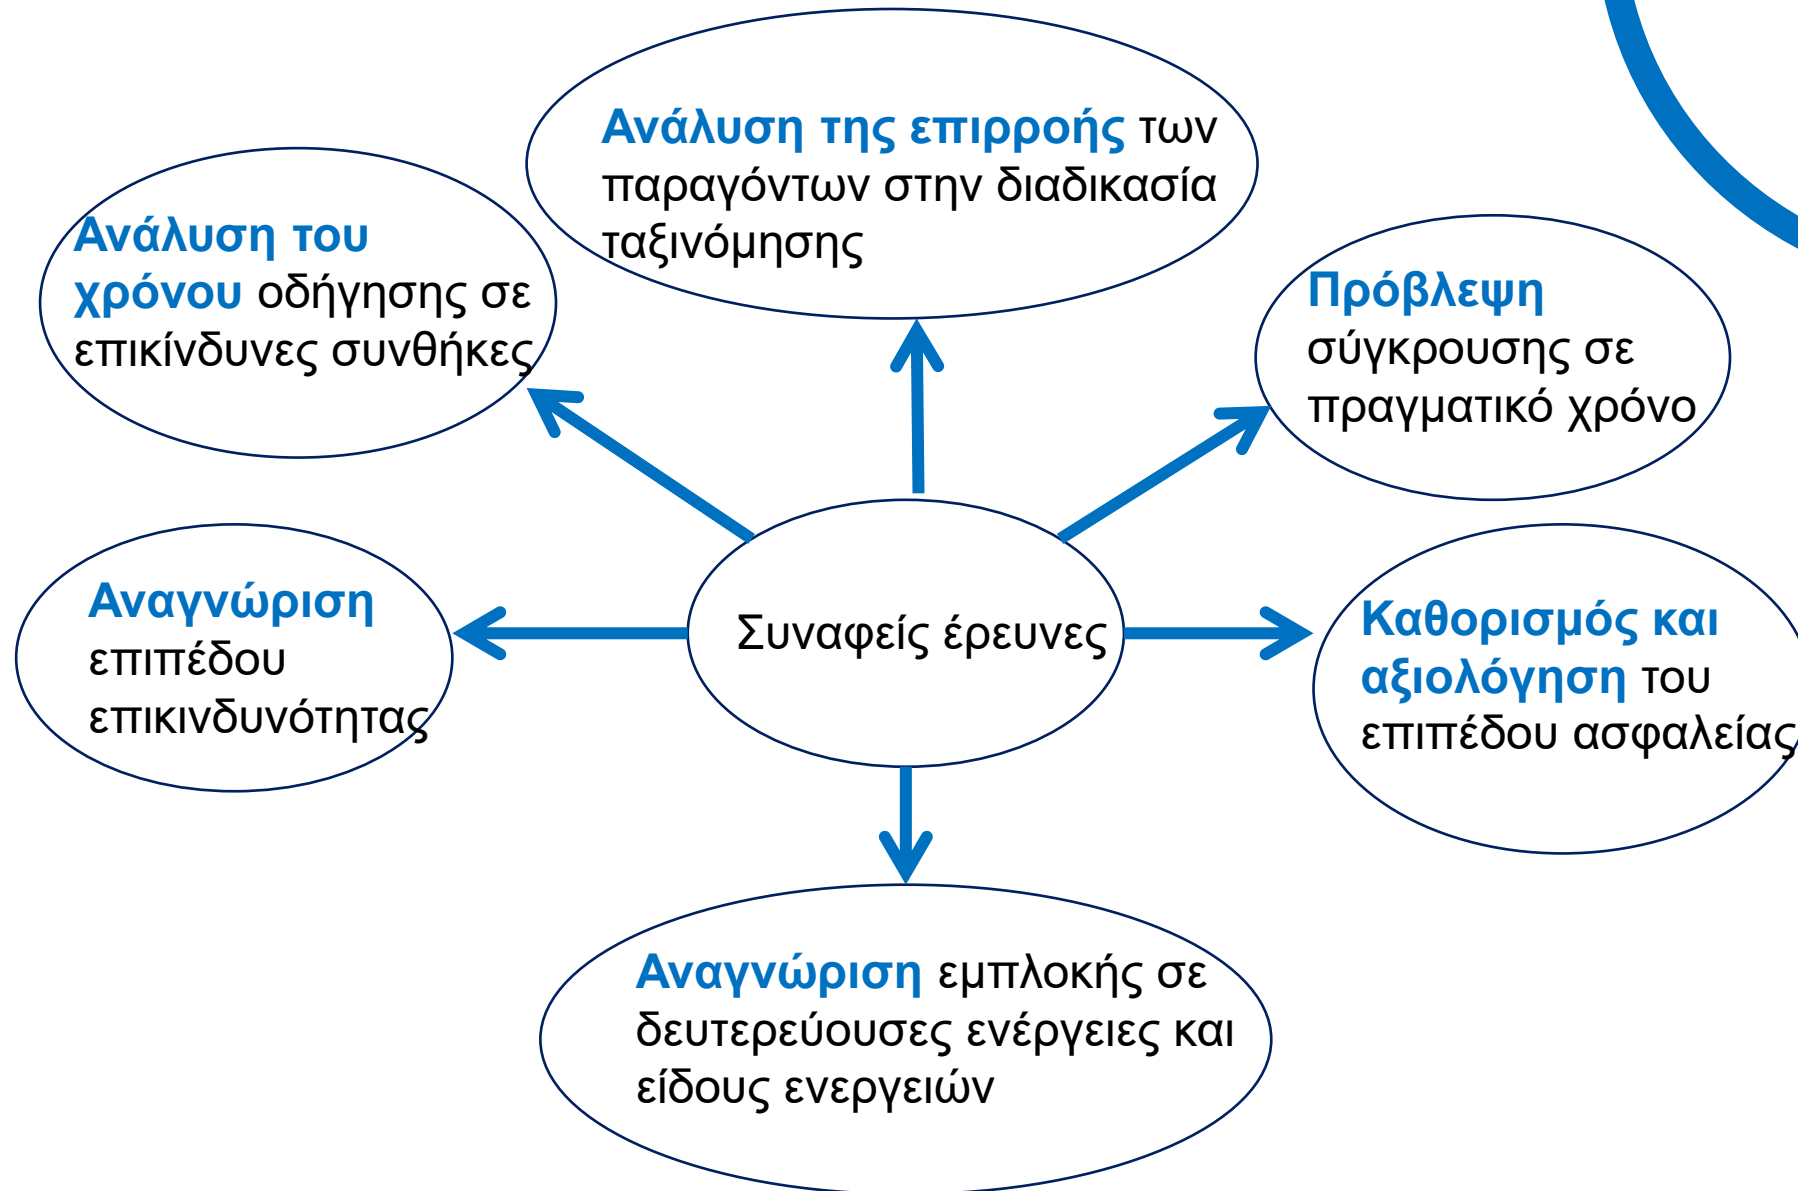 Ανάλυση της επιρροής των
παραγόντων στην διαδικασία
ταξινόμησης
Ανάλυση του
χρόνου οδήγησης σε
επικίνδυνες συνθήκες
Πρόβλεψη
σύγκρουσης σε
πραγματικό χρόνο
Αναγνώριση
επιπέδου
επικινδυνότητας
Συναφείς έρευνες
Καθορισμός και
αξιολόγηση του
επιπέδου ασφαλείας
Αναγνώριση εμπλοκής σε
δευτερεύουσες ενέργειες και
είδους ενεργειών